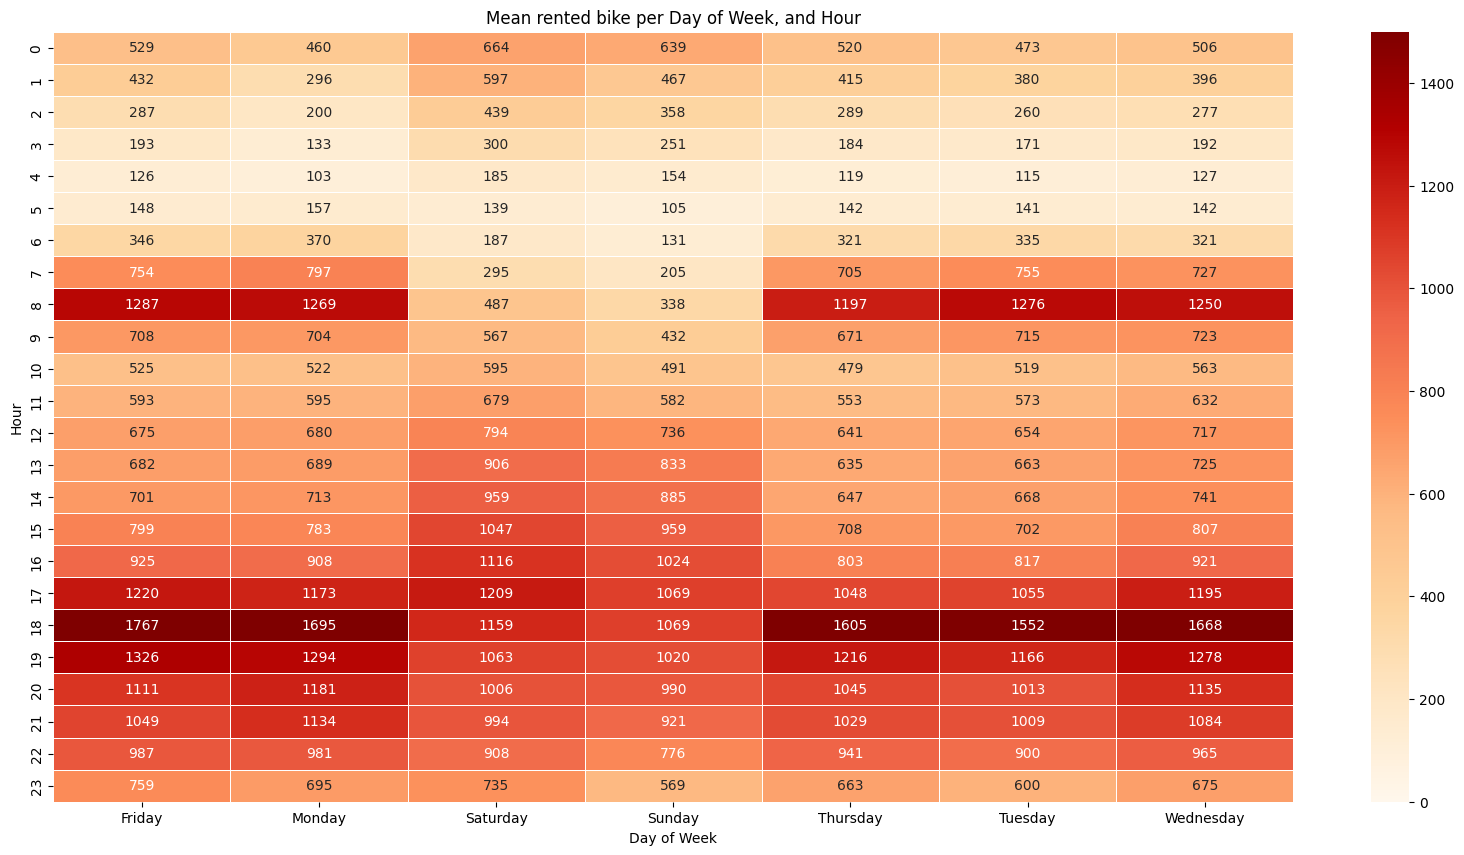 Mean rented bike per Day of Week, and Hour
0 529 460 664 639 520 473 506
1 432 296 597 467 415 380 396
2 287 200 439 358 289 260 277
3 193 133 300 251 184 171 192
4 126 103 185 154 119 115 127
5 148 157 139 105 142 141 142
6 346 370 187 131 321 335 321
7 754 797 295 205 705 755 727
8 1287 1269 487 338 1197 1276 1250
9 708 704 567 432 671 715 723
10 525 522 595 491 479 519 563
11 593 595 679 582 553 573 632
12 675 680 794 736 641 654 717
13 682 689 906 833 635 663 725
14 701 713 959 885 647 668 741
15 799 783 1047 959 708 702 807
16 925 908 1116 1024 803 817 921
17 1220 1173 1209 1069 1048 1055 1195
18 1767 1695 1159 1069 1605 1552 1668
19 1326 1294 1063 1020 1216 1166 1278
20 1111 1181 1006 990 1045 1013 1135
21 1049 1134 994 921 1029 1009 1084
22 987 981 908 776 941 900 965
23 759 695 735 569 663 600 675
Hour
Friday Monday Saturday Sunday Thursday Tuesday Wednesday
Day of Week
1400
1200
1000
800
600
400
200
0